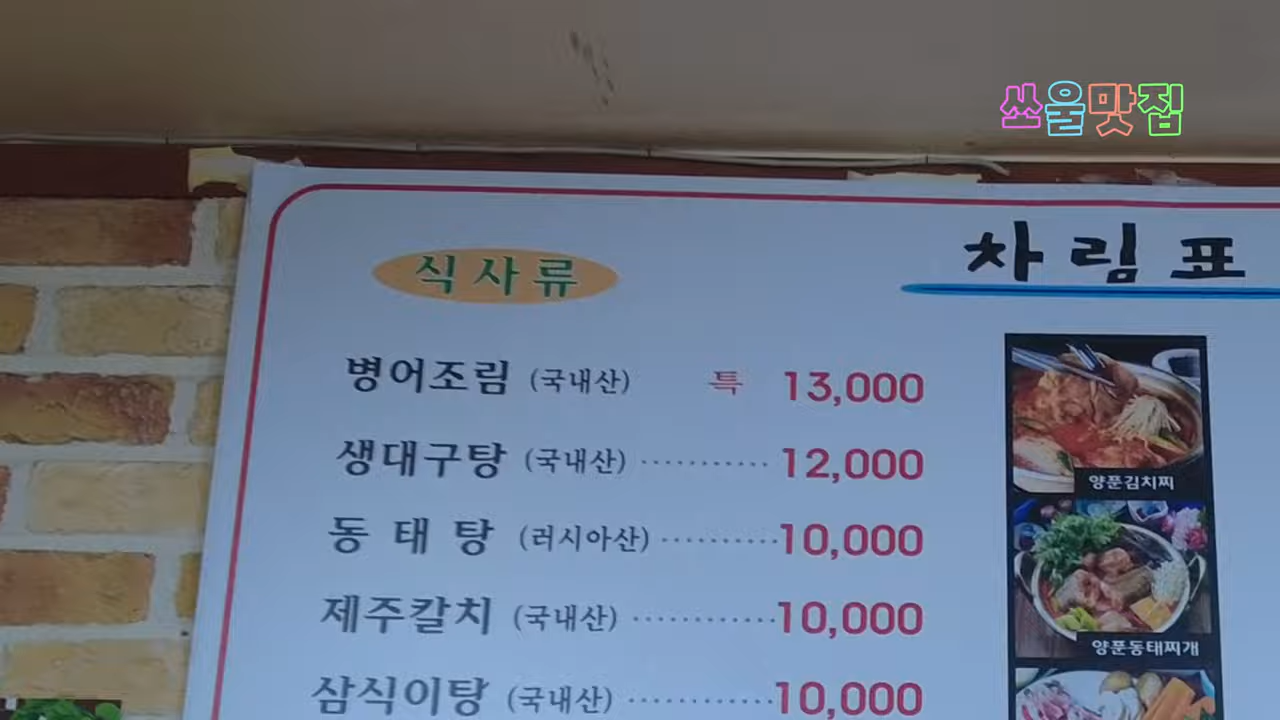 쓰울맛집
차림표
식사류
병어조림 (국내산) 특 13,000
생대구탕 (국내산) ··········· 12,000
동태탕 (러시아산) ·········· 10,000
제주칼치 (국내산) ············ 10,000
삼식이탕 (국내산) ············ 10,000
양푼김치찌
양푼동태찌개